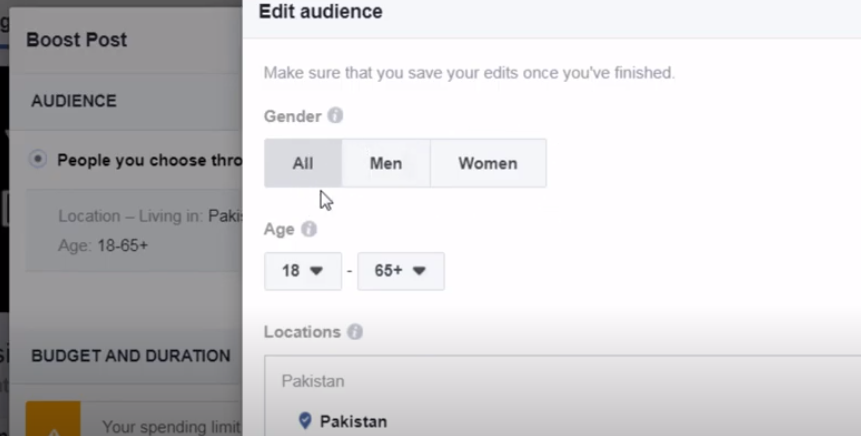 Edit audience
Boost Post
Make sure that you save your edits once you've finished.
AUDIENCE
Gender
All Men Women
People you choose thro
Location – Living in: Paki
Age: 18-65+
Age
18 - 65+
Locations
BUDGET AND DURATION
Pakistan
Pakistan
Your spending limit